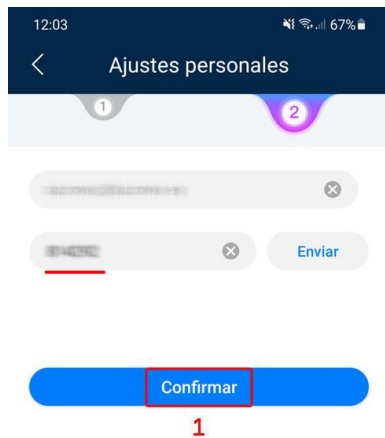 12:03 67%
Ajustes personales
1 2
Enviar
Confirmar
1